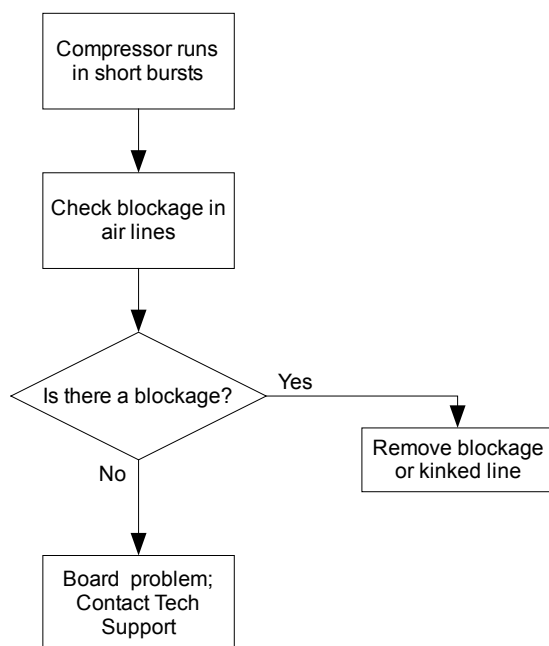 Compressor runs
in short bursts
Check blockage in
air lines
Is there a blockage?
Yes
Remove blockage
or kinked line
No
Board problem;
Contact Tech
Support